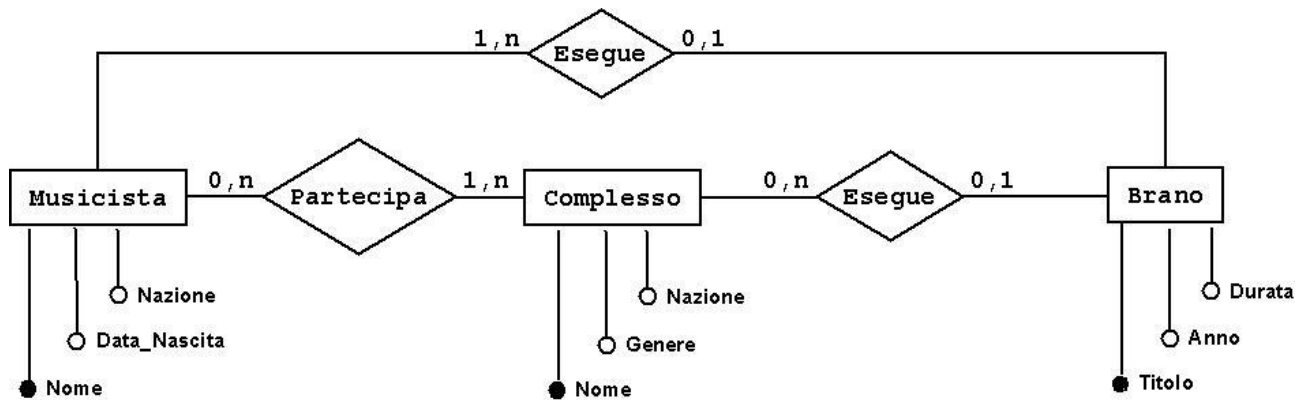 1,n Esegue 0,1
Musicista 0,n Partecipa 1,n Complesso 0,n Esegue 0,1 Brano
Nazione Nazione Durata
Data_Nascita Genere Anno
Nome Nome Titolo